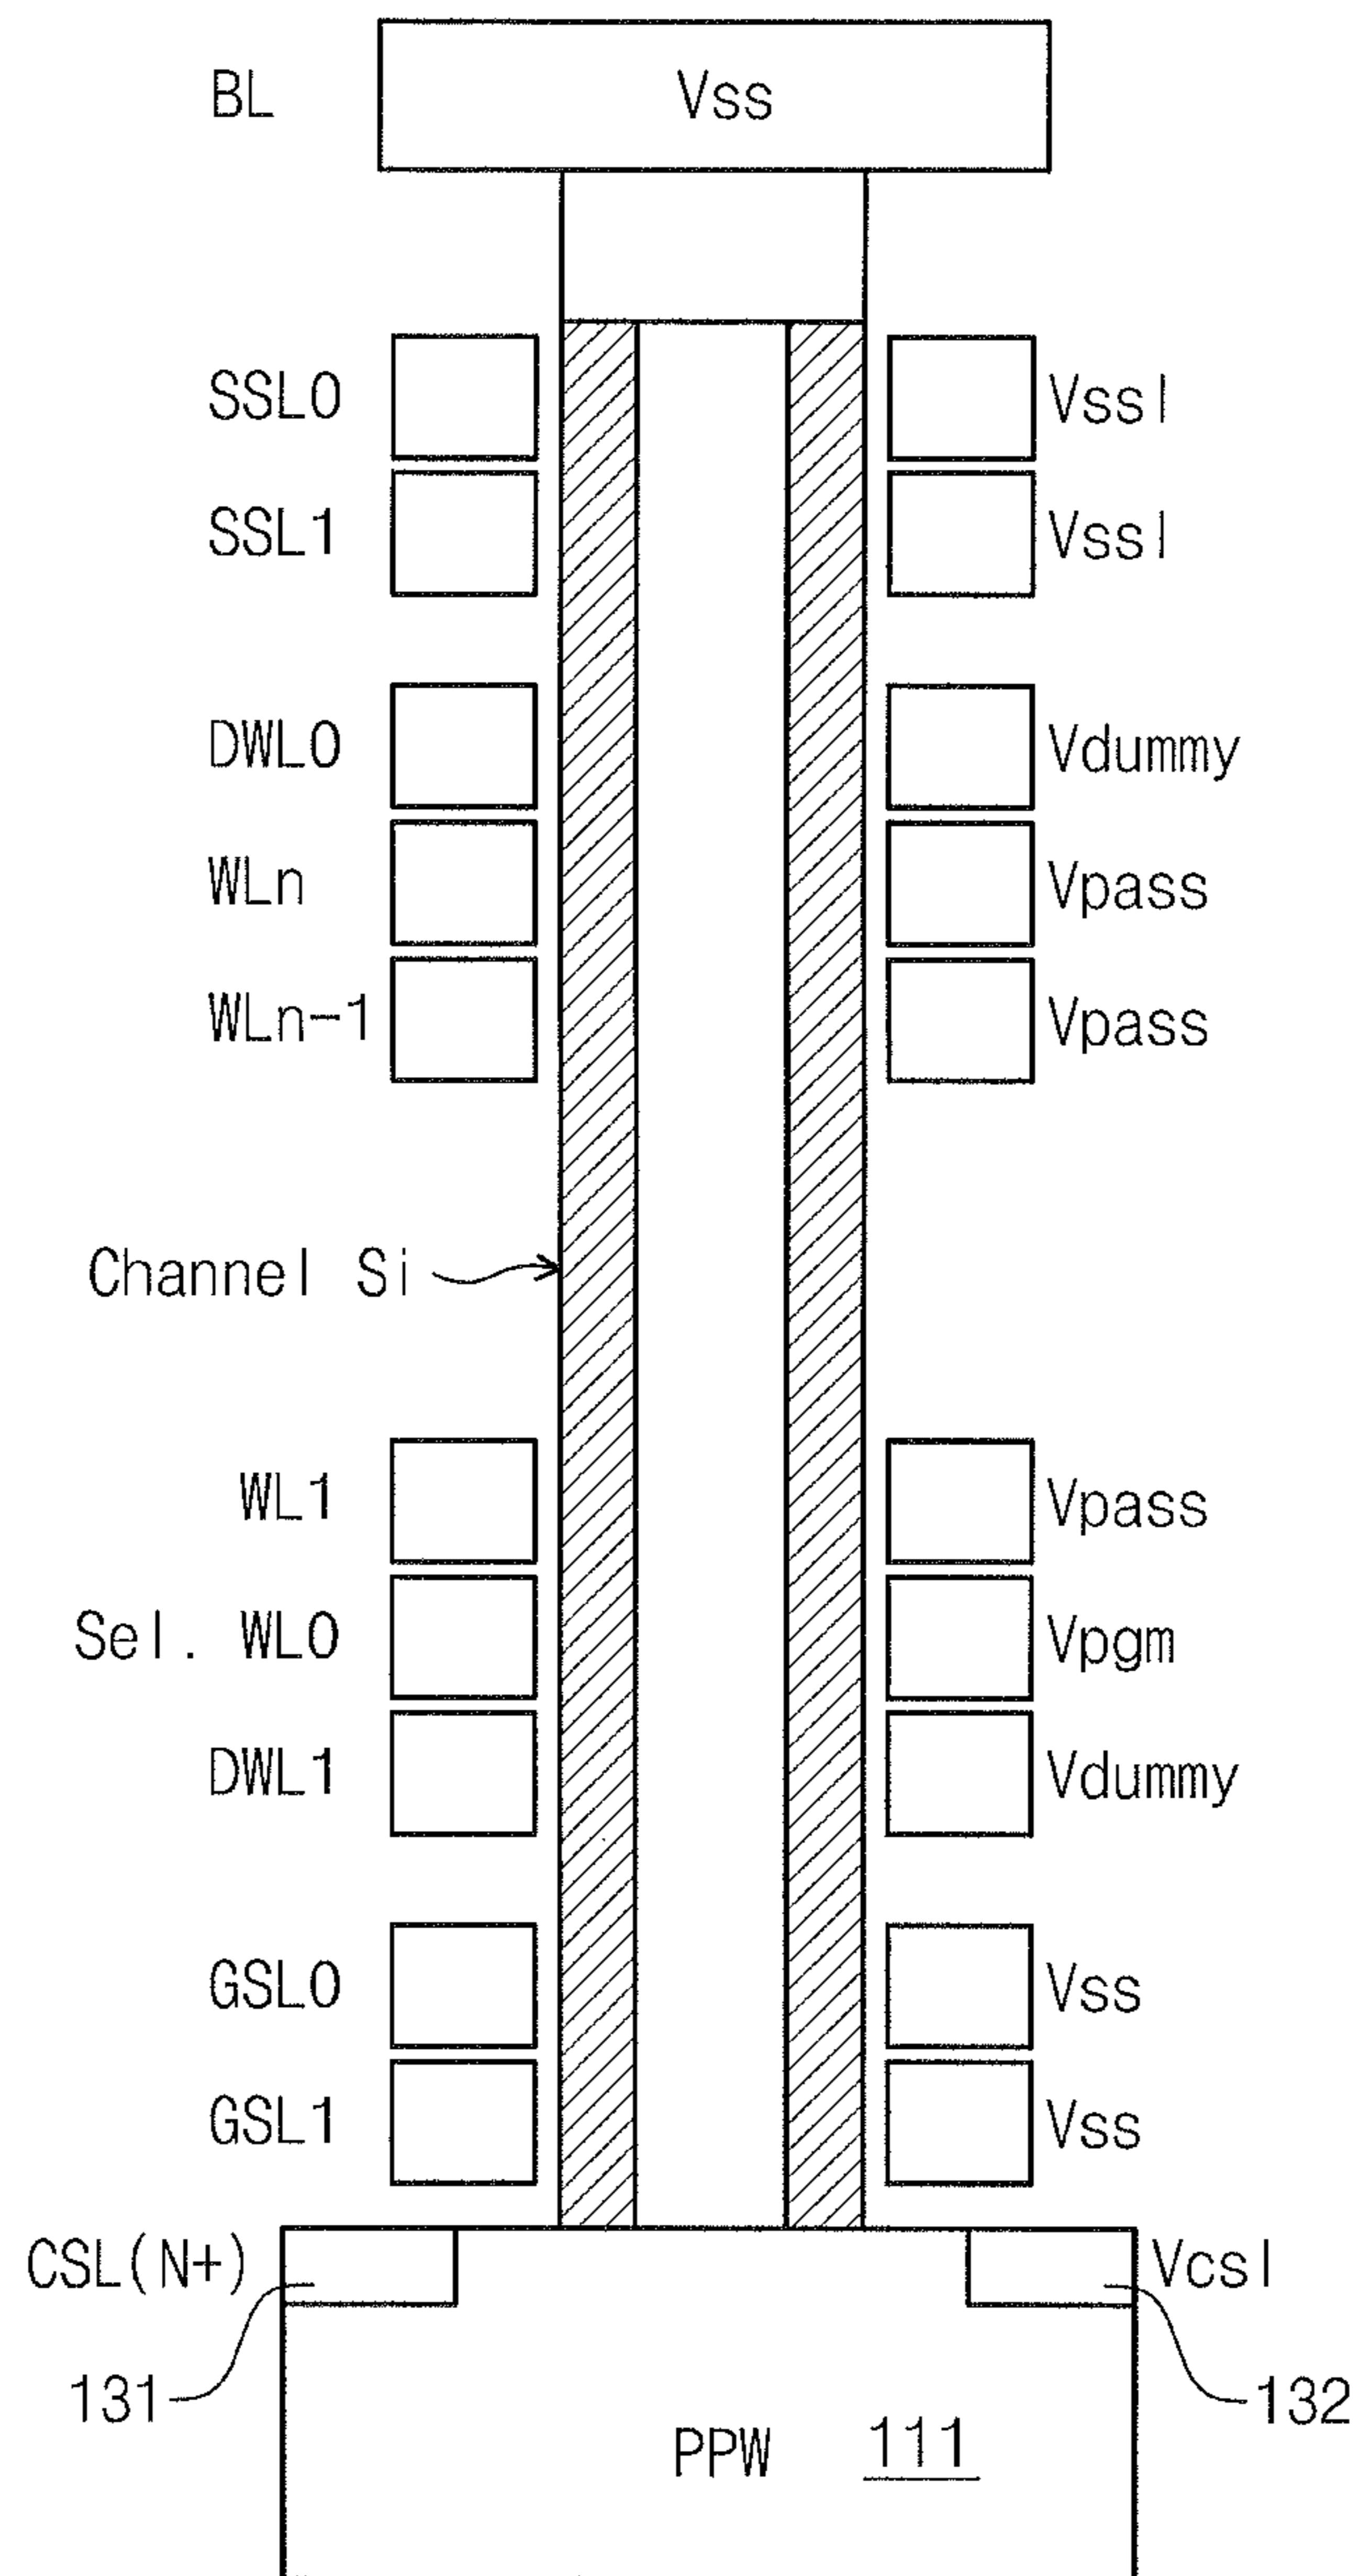 BL Vss
SSL0 Vssl
SSL1 Vssl
DWL0 Vdummy
WLn Vpass
WLn-1 Vpass
Channel Si
WL1 Vpass
Sel. WL0 Vpgm
DWL1 Vdummy
GSL0 Vss
GSL1 Vss
CSL(N+) Vcsl
131 132
PPW 111